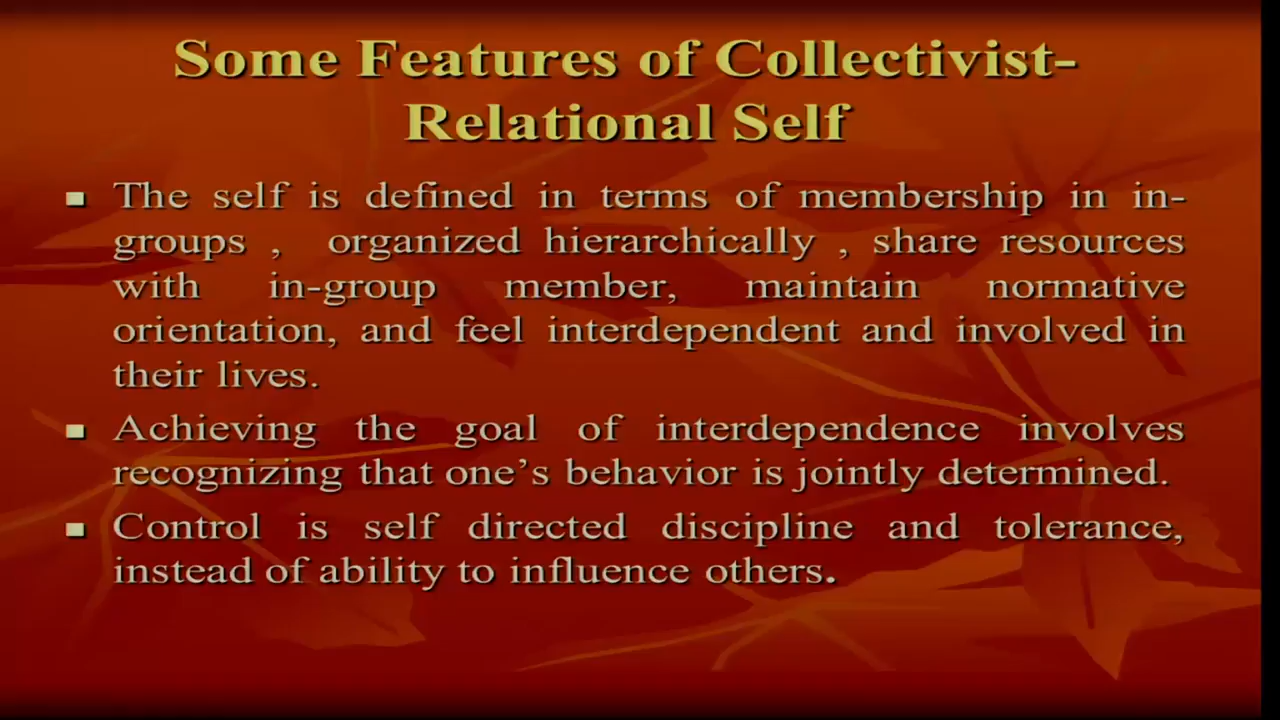 Some Features of Collectivist-
Relational Self
The self is defined in terms of membership in in-
groups , organized hierarchically , share resources
with in-group member, maintain normative
orientation, and feel interdependent and involved in
their lives.
Achieving the goal of interdependence involves
recognizing that one’s behavior is jointly determined.
Control is self directed discipline and tolerance,
instead of ability to influence others.